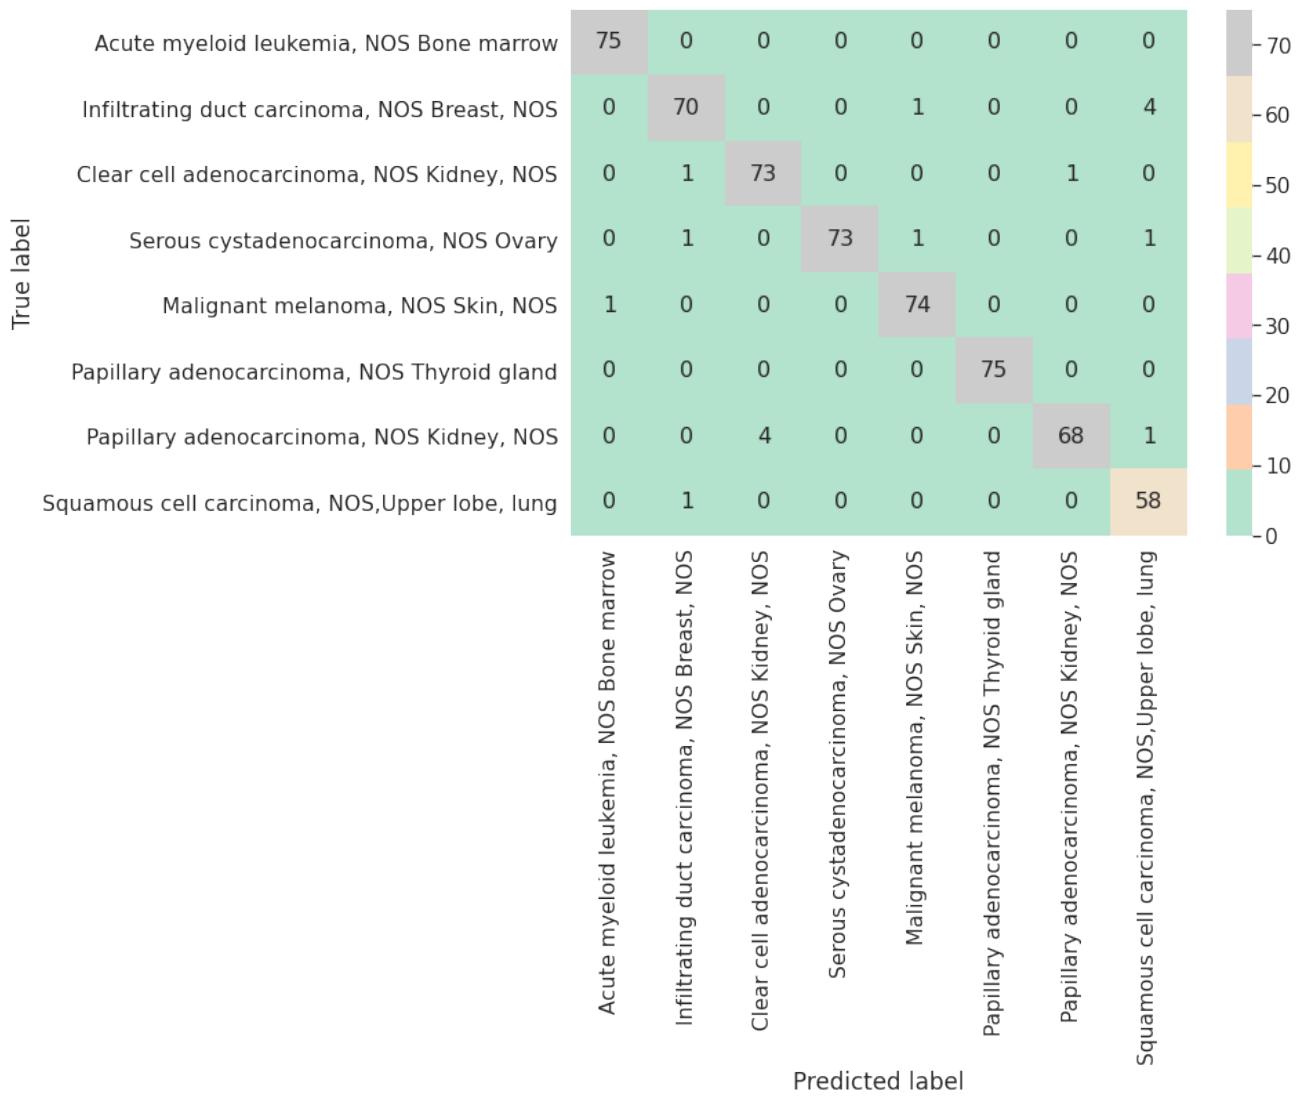 Acute myeloid leukemia, NOS Bone marrow 75 0 0 0 0 0 0 0
Infiltrating duct carcinoma, NOS Breast, NOS 0 70 0 0 1 0 0 4
Clear cell adenocarcinoma, NOS Kidney, NOS 0 1 73 0 0 0 1 0
Serous cystadenocarcinoma, NOS Ovary 0 1 0 73 1 0 0 1
Malignant melanoma, NOS Skin, NOS 1 0 0 0 74 0 0 0
Papillary adenocarcinoma, NOS Thyroid gland 0 0 0 0 0 75 0 0
Papillary adenocarcinoma, NOS Kidney, NOS 0 0 4 0 0 0 68 1
Squamous cell carcinoma, NOS,Upper lobe, lung 0 1 0 0 0 0 0 58
True label
70
60
50
40
30
20
10
0
Acute myeloid leukemia, NOS Bone marrow
Infiltrating duct carcinoma, NOS Breast, NOS
Clear cell adenocarcinoma, NOS Kidney, NOS
Serous cystadenocarcinoma, NOS Ovary
Malignant melanoma, NOS Skin, NOS
Papillary adenocarcinoma, NOS Thyroid gland
Papillary adenocarcinoma, NOS Kidney, NOS
Squamous cell carcinoma, NOS,Upper lobe, lung
Predicted label